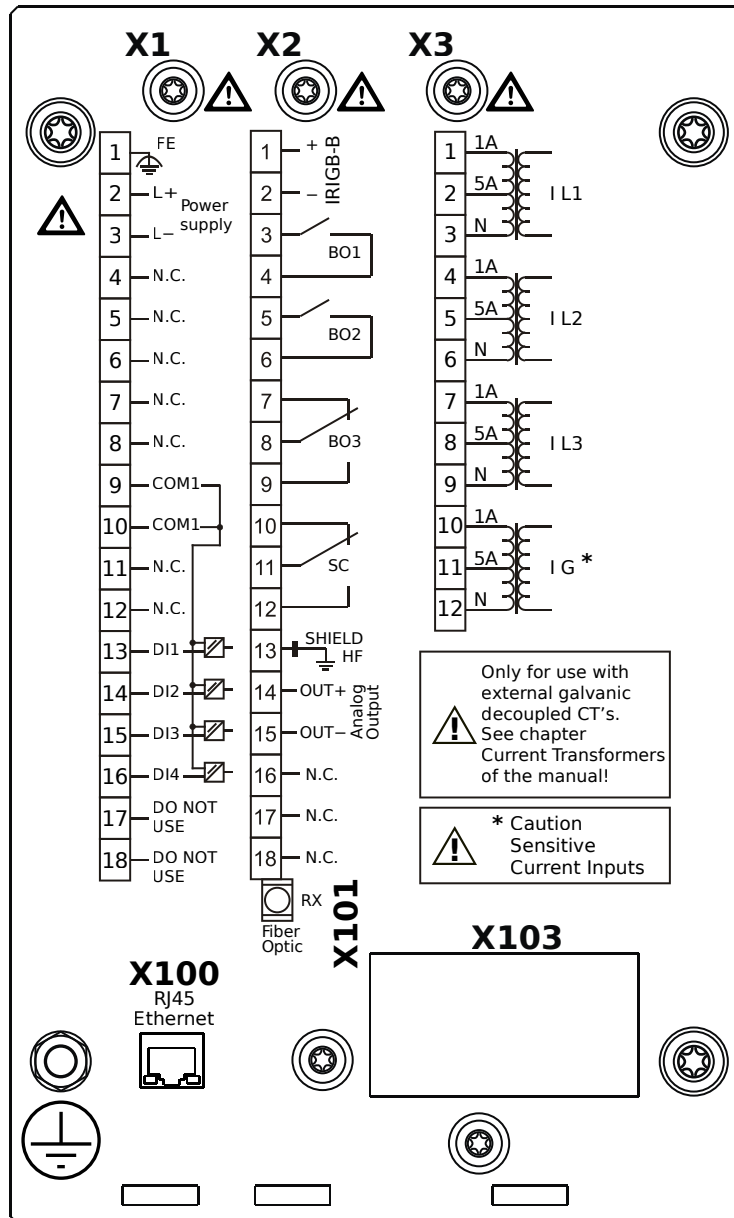 X1
X2
X3
1 FE
2 L+
3 L−
Power
supply
4 N.C.
5 N.C.
6 N.C.
7 N.C.
8 N.C.
9 COM1
10 COM1
11 N.C.
12 N.C.
13 DI1
14 DI2
15 DI3
16 DI4
17 DO NOT
USE
18 DO NOT
USE
1 +
2 −
IRIGB-B
3
4
BO1
5
6
BO2
7
8
9
BO3
10
11
12
SC
13 SHIELD
HF
14 OUT+
15 OUT−
Analog
Output
16 N.C.
17 N.C.
18 N.C.
RX
Fiber
Optic
X101
1 1A
2 5A
3 N
I L1
4 1A
5 5A
6 N
I L2
7 1A
8 5A
9 N
I L3
10 1A
11 5A
12 N
I G *
Only for use with
external galvanic
decoupled CT's.
See chapter
Current Transformers
of the manual!
* Caution
Sensitive
Current Inputs
X103
X100
RJ45
Ethernet